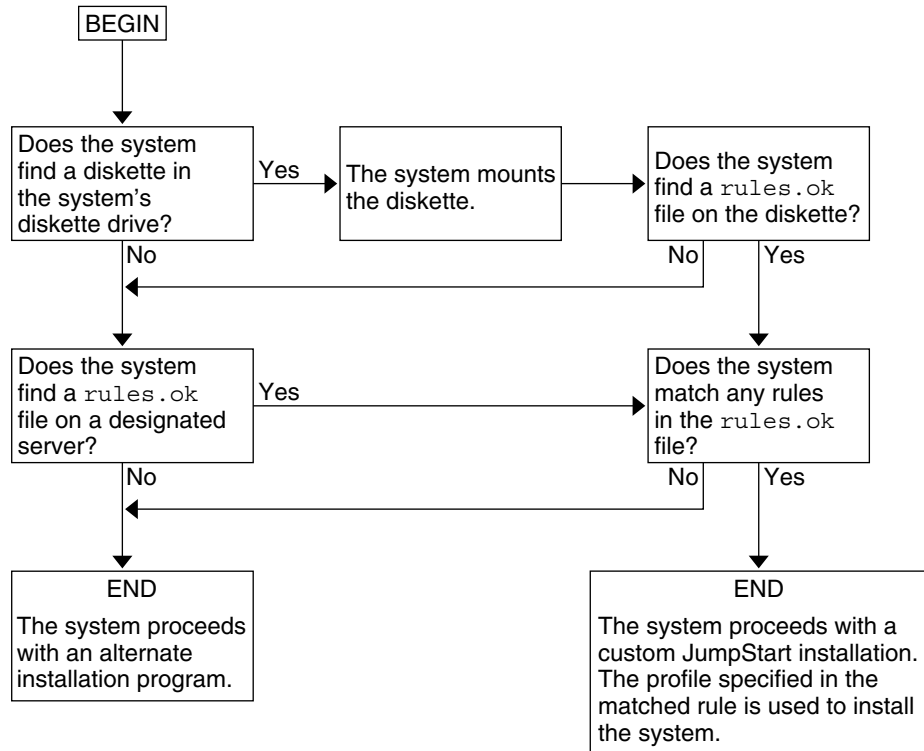 BEGIN
Does the system
find a diskette in
the system's
diskette drive?
Yes
The system mounts
the diskette.
Does the system
find a rules.ok
file on the diskette?
No
No
Yes
Does the system
find a rules.ok
file on a designated
server?
Yes
Does the system
match any rules
in the rules.ok
file?
No
No
Yes
END
The system proceeds
with an alternate
installation program.
END
The system proceeds with a
custom JumpStart installation.
The profile specified in the
matched rule is used to install
the system.